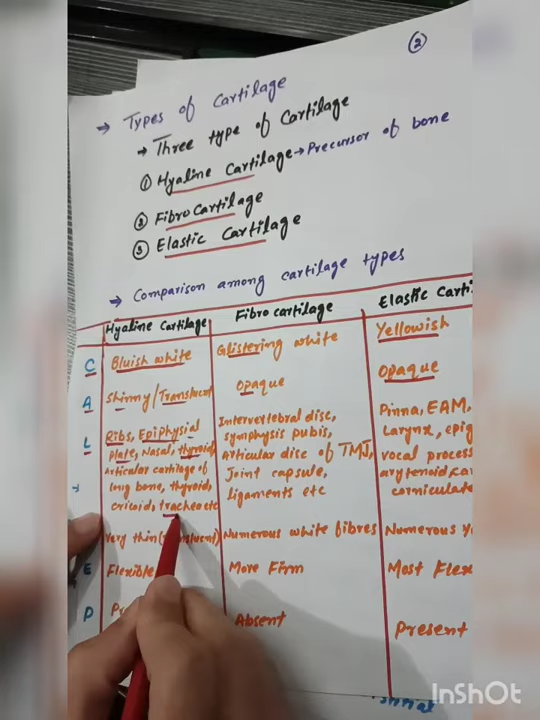 ②
→ Types of Cartilage
→ Three type of Cartilage
① Hyaline Cartilage → Precursor of bone
② Fibro Cartilage
③ Elastic Cartilage
→ Comparison among cartilage types
Hyaline Cartilage Fibro cartilage Elastic Carti
C Bluish white Glistering white Yellowish
A Shinny/Translucent Opaque Opaque
L Ribs, Epiphysial Intervertebral disc, Pinna, EAM,
plate, Nasal, thyroid symphysis pubis, Larynx, epig
Articular cartilage of articular disc of TMJ, vocal process
long bone, thyroid, Joint capsule, arytenoid, ca
cricoid, trachea etc ligaments etc corniculate
Very thin Numerous white fibres Numerous Y
E Flexible More Firm Most Flex
P Absent Present
InShOt